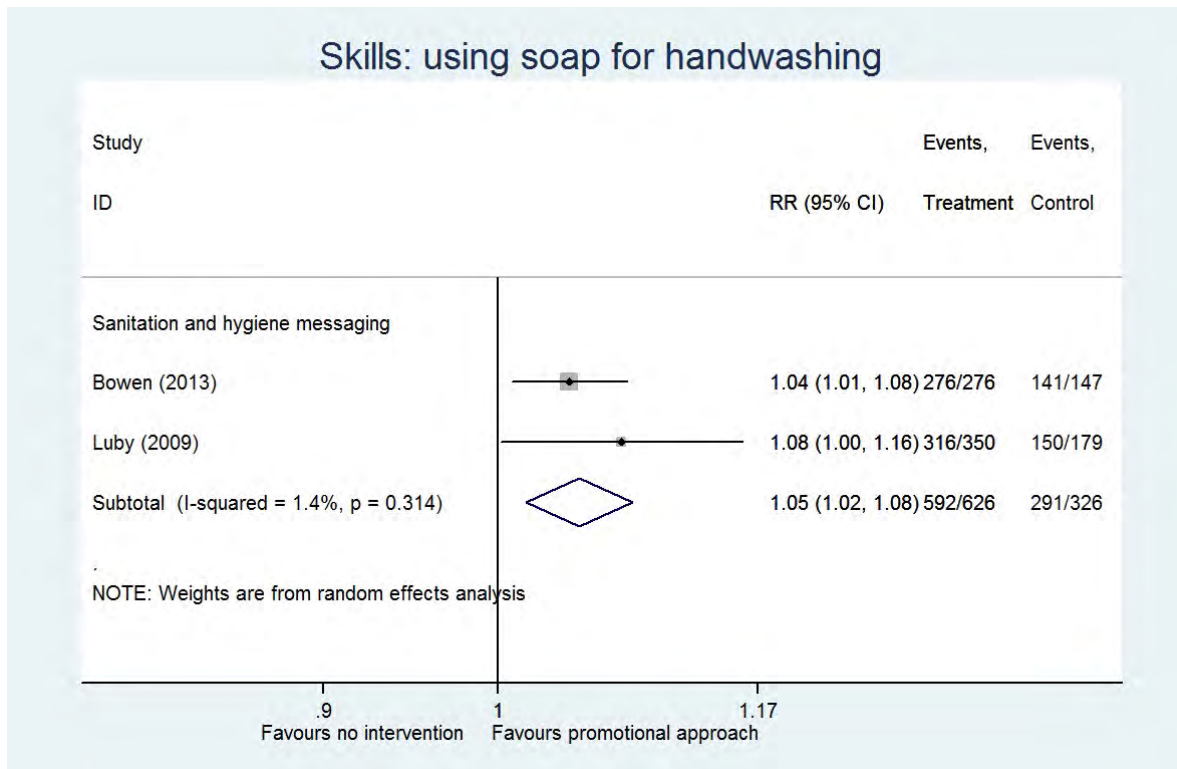 Skills: using soap for handwashing
Study Events, Events,
ID RR (95% CI) Treatment Control
Sanitation and hygiene messaging
Bowen (2013) 1.04 (1.01, 1.08) 276/276 141/147
Luby (2009) 1.08 (1.00, 1.16) 316/350 150/179
Subtotal (I-squared = 1.4%, p = 0.314) 1.05 (1.02, 1.08) 592/626 291/326
.
NOTE: Weights are from random effects analysis
.9 1 1.17
Favours no intervention Favours promotional approach